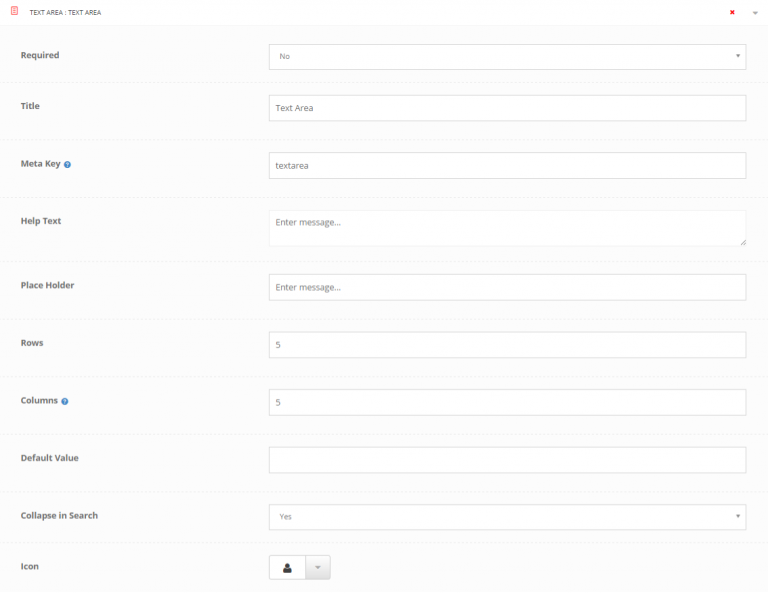 TEXT AREA : TEXT AREA
Required
No
Title
Text Area
Meta Key
textarea
Help Text
Enter message...
Place Holder
Enter message...
Rows
5
Columns
5
Default Value
Collapse in Search
Yes
Icon